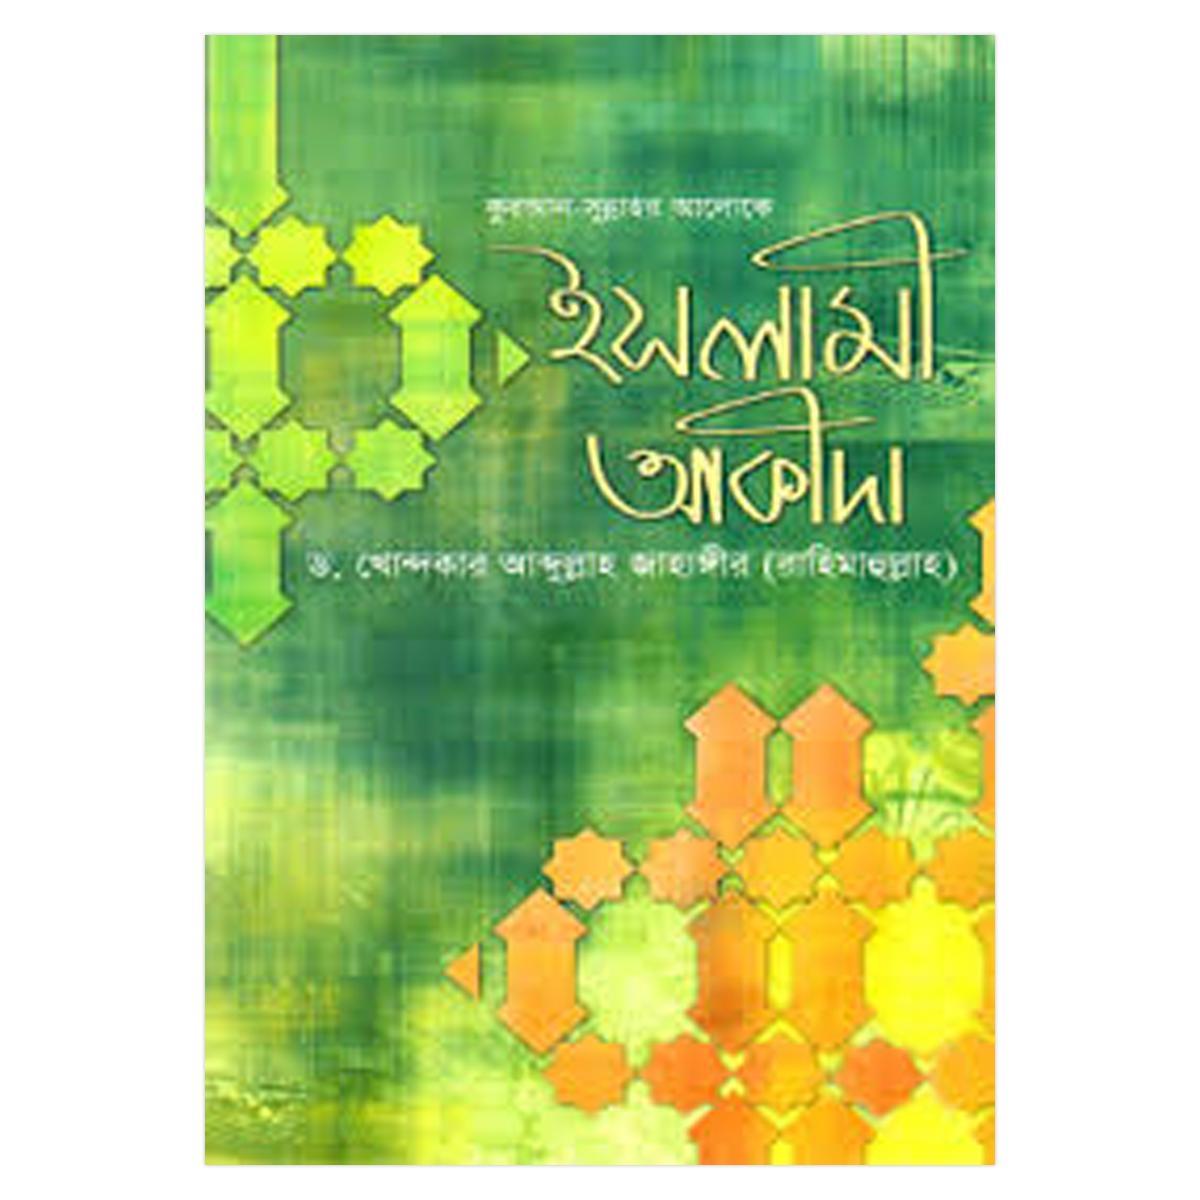 কুরআন-সুন্নাহর আলোকে
ইসলামী
আকীদা
ড. খোন্দকার আব্দুল্লাহ জাহাঙ্গীর (রাহিমাহুল্লাহ)